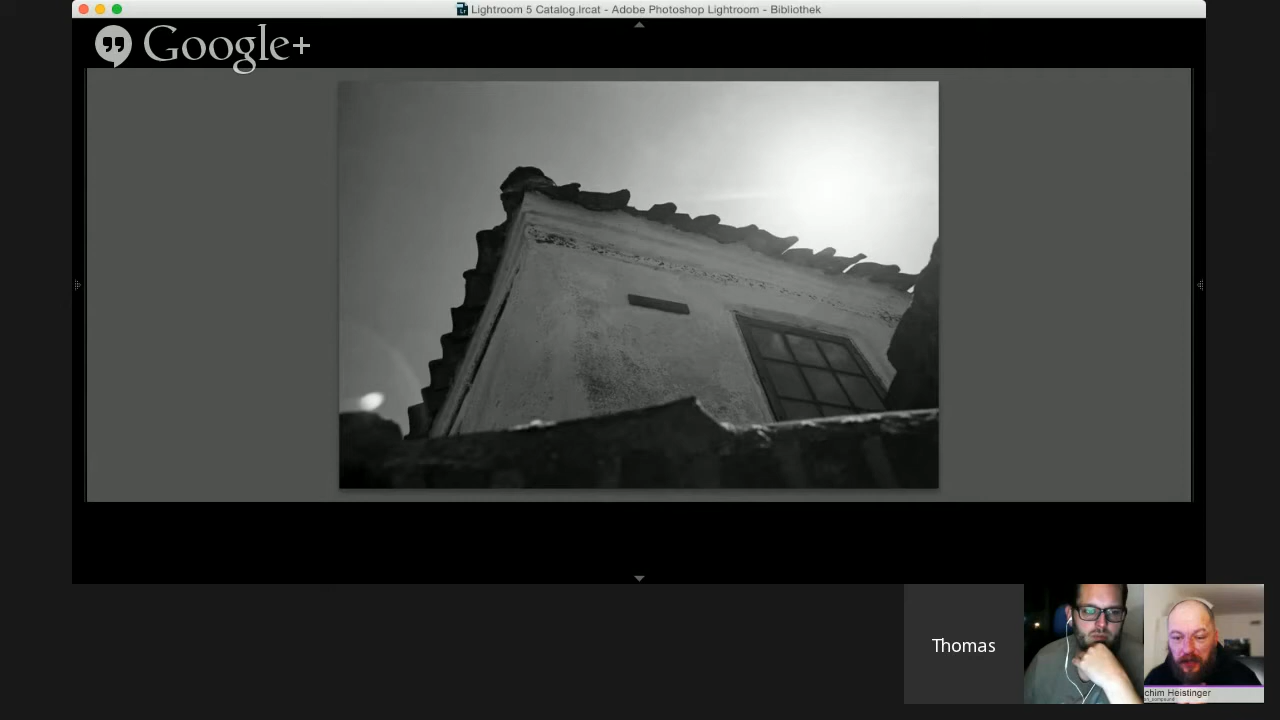 Lightroom 5 Catalog.lrcat - Adobe Photoshop Lightroom - Bibliothek
Google+
Thomas
chim Heistinger